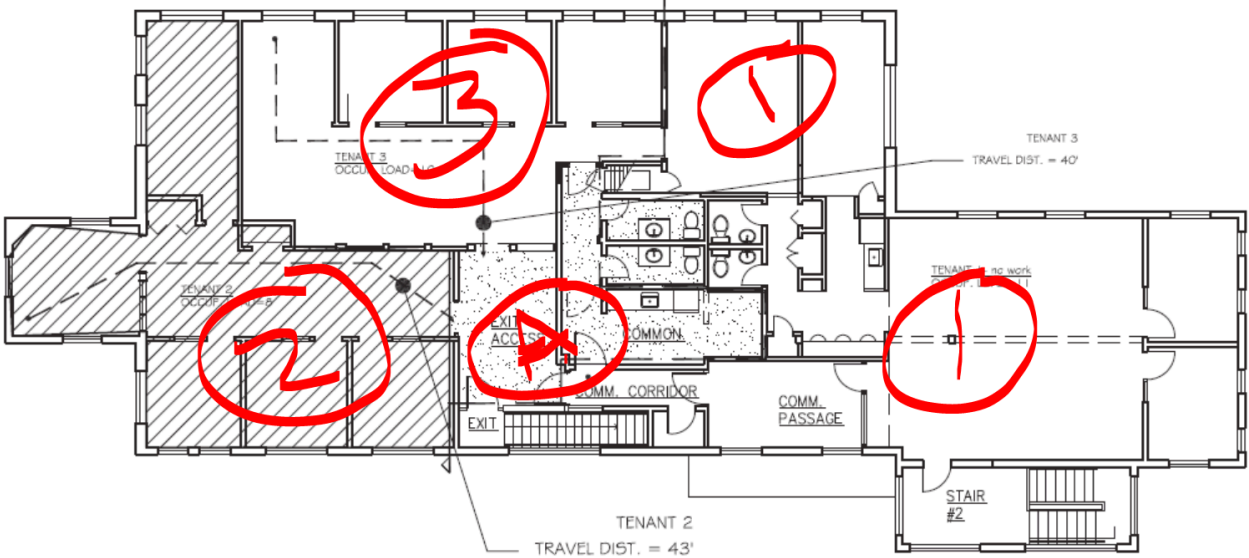 3
1
TENANT 3
TRAVEL DIST. = 40'
TENANT 3
OCCUP. LOAD
TENANT 2
TENANT - no work
2
EXIT
ACCESS
A
COMMON
1
COMM. CORRIDOR
COMM.
PASSAGE
EXIT
STAIR
#2
TENANT 2
TRAVEL DIST. = 43'